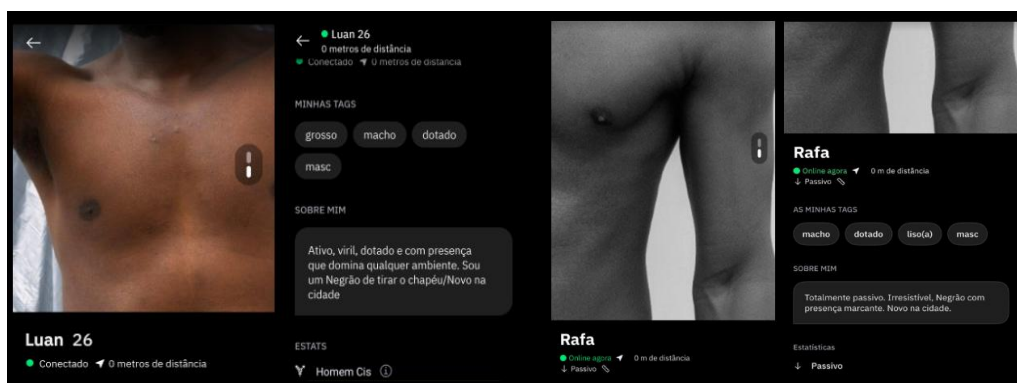 Luan 26
Conectado 0 metros de distância
Luan 26
0 metros de distância
Conectado 0 metros de distancia
MINHAS TAGS
grosso macho dotado
masc
SOBRE MIM
Ativo, viril, dotado e com presença
que domina qualquer ambiente. Sou
um Negrão de tirar o chapéu/Novo na
cidade
ESTATS
Homem Cis
Rafa
Online agora 0 m de distância
Passivo
Rafa
Online agora 0 m de distância
Passivo
AS MINHAS TAGS
macho dotado liso(a) masc
SOBRE MIM
Totalmente passivo. Irresistível, Negrão com
presença marcante. Novo na cidade.
Estatísticas
Passivo